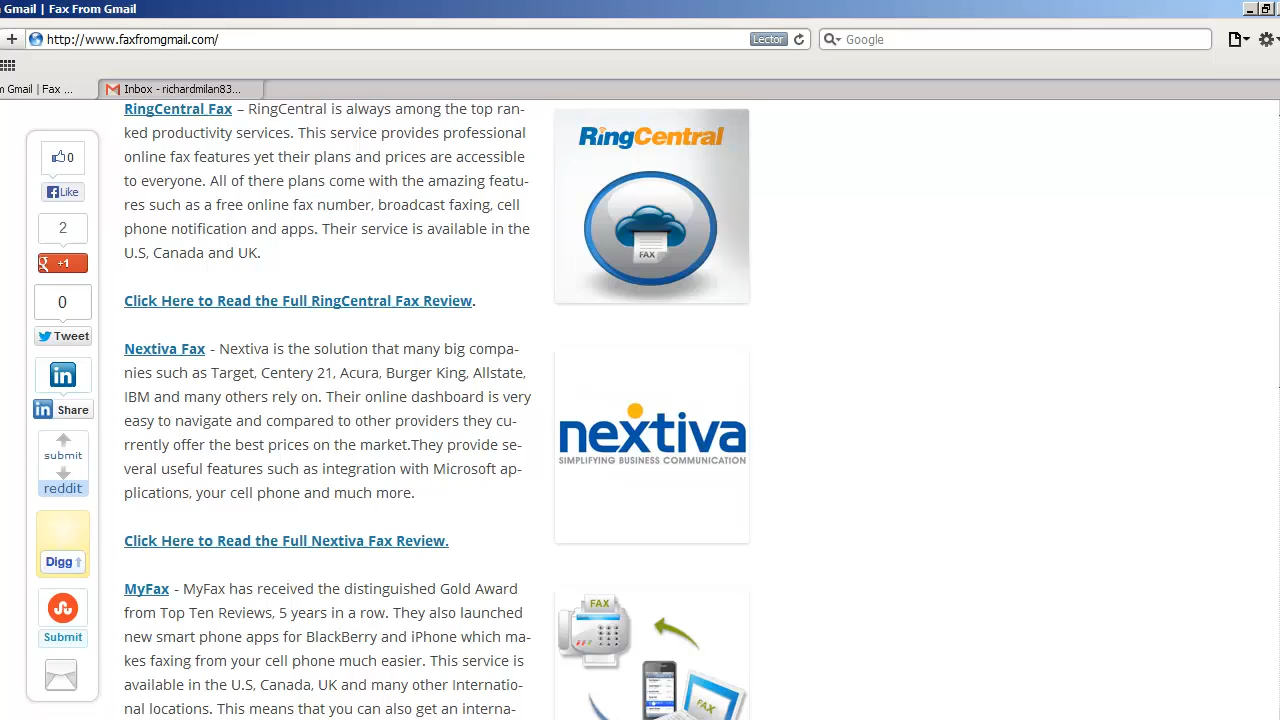 Gmail | Fax From Gmail
http://www.faxfromgmail.com/
Lector
Google
m Gmail | Fax ...
Inbox - richardmilan83...
RingCentral Fax – RingCentral is always among the top ran-
ked productivity services. This service provides professional
online fax features yet their plans and prices are accessible
to everyone. All of there plans come with the amazing featu-
res such as a free online fax number, broadcast faxing, cell
phone notification and apps. Their service is available in the
U.S, Canada and UK.
Click Here to Read the Full RingCentral Fax Review.
Nextiva Fax - Nextiva is the solution that many big compa-
nies such as Target, Centery 21, Acura, Burger King, Allstate,
IBM and many others rely on. Their online dashboard is very
easy to navigate and compared to other providers they cu-
rrently offer the best prices on the market.They provide se-
veral useful features such as integration with Microsoft ap-
plications, your cell phone and much more.
Click Here to Read the Full Nextiva Fax Review.
MyFax - MyFax has received the distinguished Gold Award
from Top Ten Reviews, 5 years in a row. They also launched
new smart phone apps for BlackBerry and iPhone which ma-
kes faxing from your cell phone much easier. This service is
available in the U.S, Canada, UK and many other Internatio-
nal locations. This means that you can also get an interna-
0
Like
2
g +1
0
Tweet
in
in Share
submit
reddit
Digg
Submit
RingCentral
FAX
nextiva
SIMPLIFYING BUSINESS COMMUNICATION
FAX
FAX